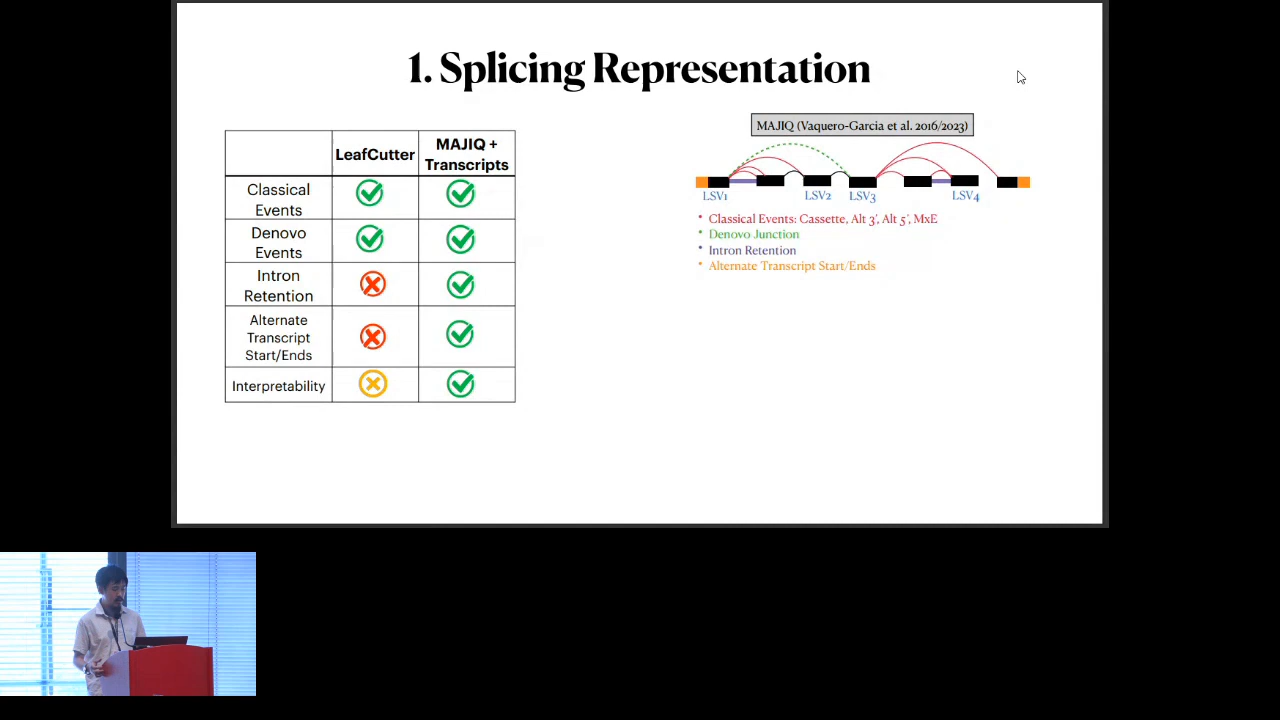 1. Splicing Representation
LeafCutter
MAJIQ +
Transcripts
Classical
Events
Denovo
Events
Intron
Retention
Alternate
Transcript
Start/Ends
Interpretability
MAJIQ (Vaquero-Garcia et al. 2016/2023)
LSV1 LSV2 LSV3 LSV4
• Classical Events: Cassette, Alt 3', Alt 5', MxE
• Denovo Junction
• Intron Retention
• Alternate Transcript Start/Ends